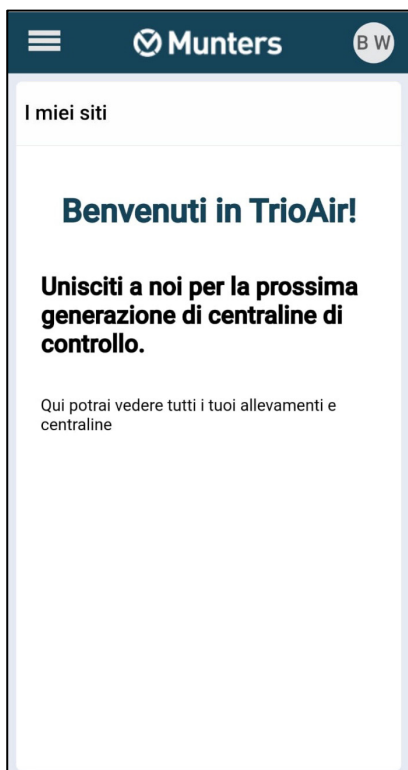 Munters
B W
I miei siti
Benvenuti in TrioAir!
Unisciti a noi per la prossima
generazione di centraline di
controllo.
Qui potrai vedere tutti i tuoi allevamenti e
centraline